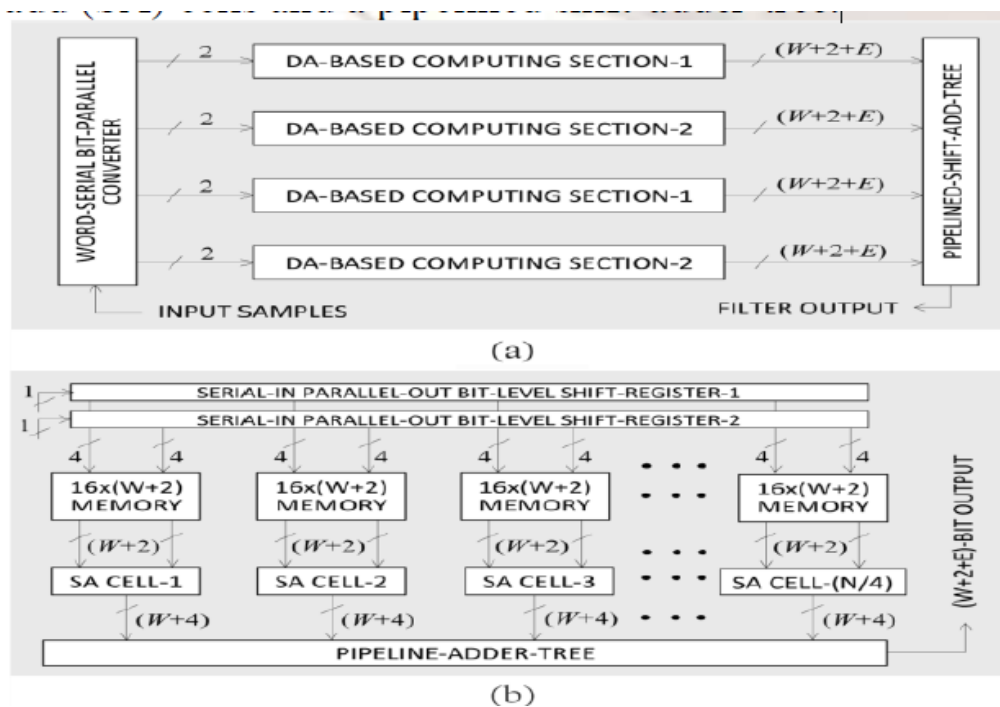 WORD-SERIAL BIT-PARALLEL
CONVERTER
2
DA-BASED COMPUTING SECTION-1
(W+2+E)
2
DA-BASED COMPUTING SECTION-2
(W+2+E)
2
DA-BASED COMPUTING SECTION-1
(W+2+E)
2
DA-BASED COMPUTING SECTION-2
(W+2+E)
PIPELINED-SHIFT-ADD-TREE
INPUT SAMPLES
FILTER OUTPUT
(a)
1
SERIAL-IN PARALLEL-OUT BIT-LEVEL SHIFT-REGISTER-1
1
SERIAL-IN PARALLEL-OUT BIT-LEVEL SHIFT-REGISTER-2
4 4 4 4 4 4 4 4
16x(W+2)
MEMORY
16x(W+2)
MEMORY
16x(W+2)
MEMORY
16x(W+2)
MEMORY
(W+2) (W+2) (W+2) (W+2)
SA CELL-1
SA CELL-2
SA CELL-3
SA CELL-(N/4)
(W+4) (W+4) (W+4) (W+4)
PIPELINE-ADDER-TREE
(W+2+E)-BIT OUTPUT
(b)